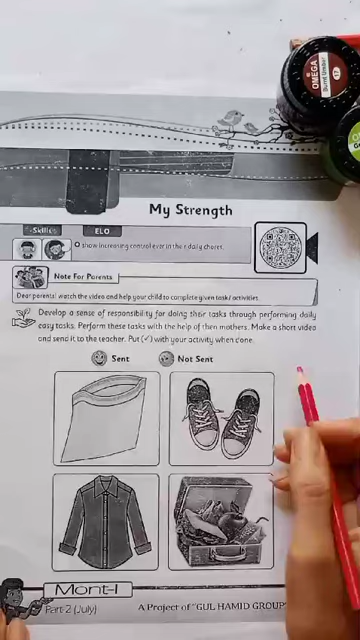 OMEGA
Burnt Umber
17
My Strength
Skills
ELO
show increasing control over in their daily chores.
Note For Parents
Dear parents! watch the video and help your child to complete given task/activities
Develop a sense of responsibility for doing their tasks through performing daily
easy tasks. Perform these tasks with the help of their mothers. Make a short video
and send it to the teacher. Put (✓) with your activity when done.
Sent
Not Sent
Mont-I
Part-2 (July)
A Project of "GUL HAMID GROUP"